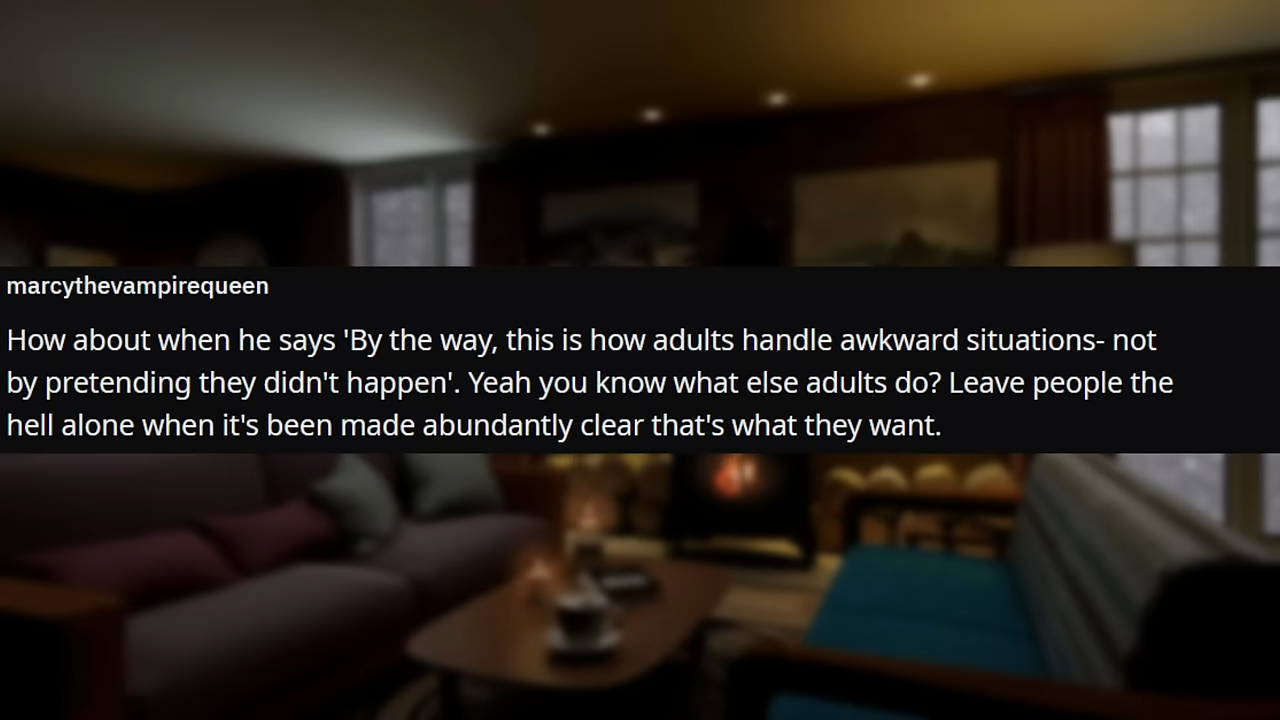 marcythevampirequeen
How about when he says 'By the way, this is how adults handle awkward situations- not
by pretending they didn't happen'. Yeah you know what else adults do? Leave people the
hell alone when it's been made abundantly clear that's what they want.